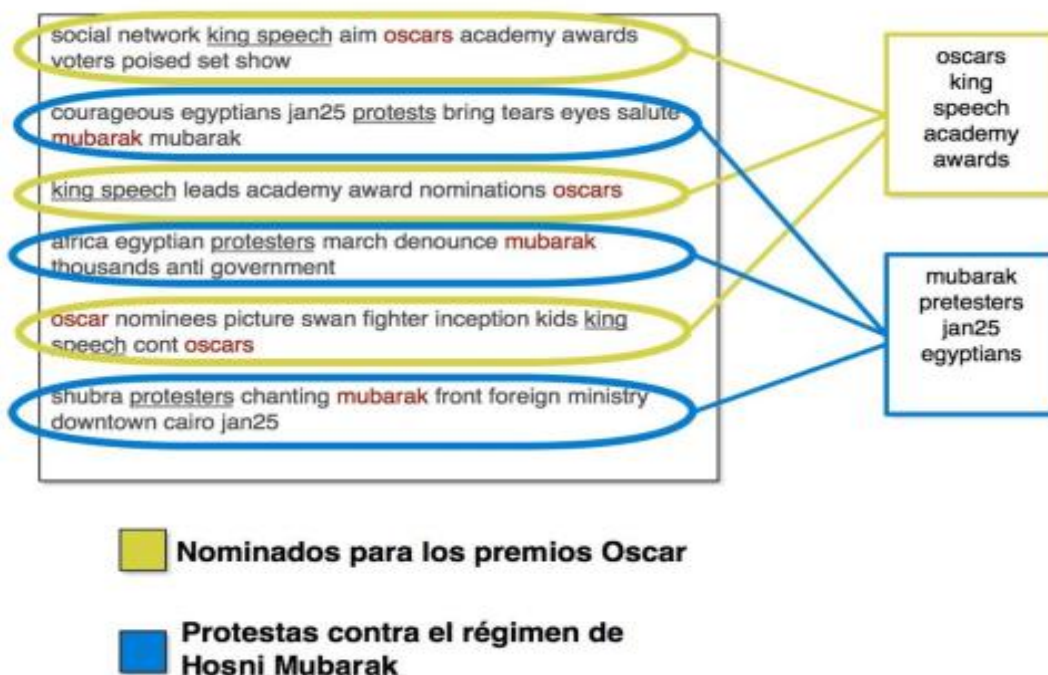 social network king speech aim oscars academy awards
voters poised set show
courageous egyptians jan25 protests bring tears eyes salute
mubarak mubarak
king speech leads academy award nominations oscars
africa egyptian protesters march denounce mubarak
thousands anti government
oscar nominees picture swan fighter inception kids king
speech cont oscars
shubra protesters chanting mubarak front foreign ministry
downtown cairo jan25
oscars
king
speech
academy
awards
mubarak
pretesters
jan25
egyptians
Nominados para los premios Oscar
Protestas contra el régimen de
Hosni Mubarak